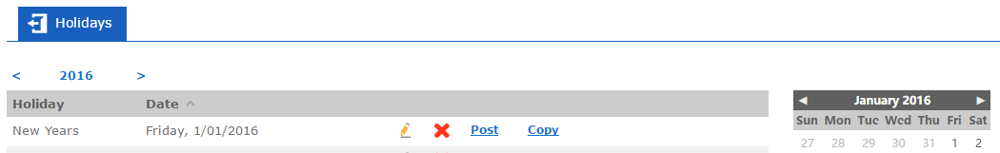 Holidays
< 2016 >
Holiday Date
New Years Friday, 1/01/2016 Post Copy
January 2016
Sun Mon Tue Wed Thu Fri Sat
27 28 29 30 31 1 2